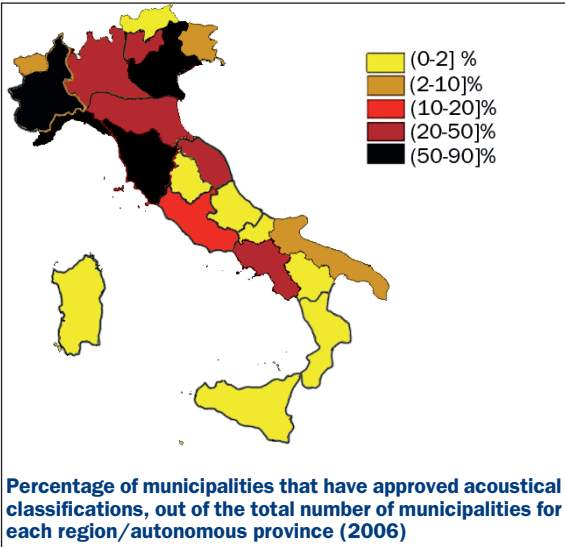 (0-2] %
(2-10]%
(10-20]%
(20-50]%
(50-90]%
Percentage of municipalities that have approved acoustical
classifications, out of the total number of municipalities for
each region/autonomous province (2006)